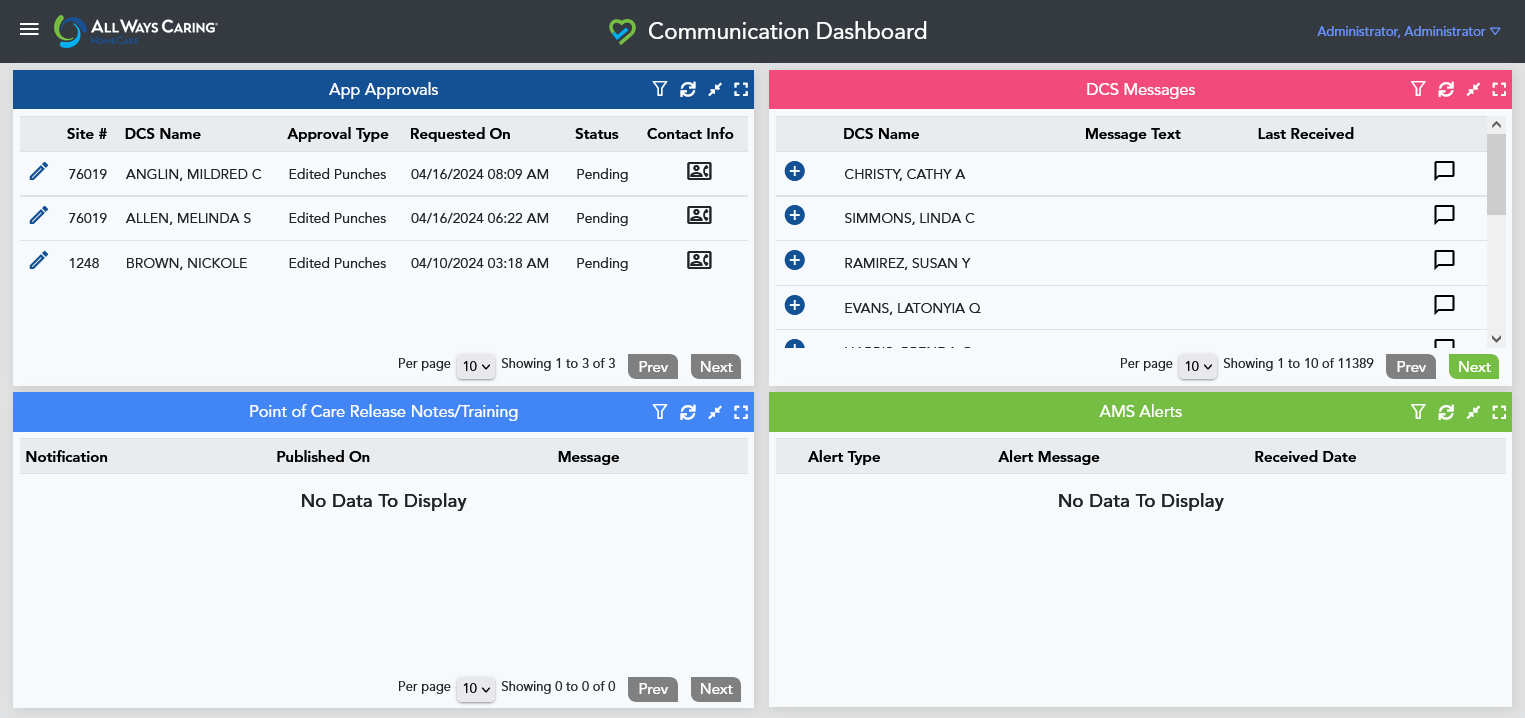 ALLWAYS CARING
HOMECARE
Communication Dashboard
Administrator, Administrator
App Approvals
Site # DCS Name Approval Type Requested On Status Contact Info
76019 ANGLIN, MILDRED C Edited Punches 04/16/2024 08:09 AM Pending
76019 ALLEN, MELINDA S Edited Punches 04/16/2024 06:22 AM Pending
1248 BROWN, NICKOLE Edited Punches 04/10/2024 03:18 AM Pending
Per page 10 Showing 1 to 3 of 3 Prev Next
DCS Messages
DCS Name Message Text Last Received
CHRISTY, CATHY A
SIMMONS, LINDA C
RAMIREZ, SUSAN Y
EVANS, LATONYIA Q
Per page 10 Showing 1 to 10 of 11389 Prev Next
Point of Care Release Notes/Training
Notification Published On Message
No Data To Display
Per page 10 Showing 0 to 0 of 0 Prev Next
AMS Alerts
Alert Type Alert Message Received Date
No Data To Display